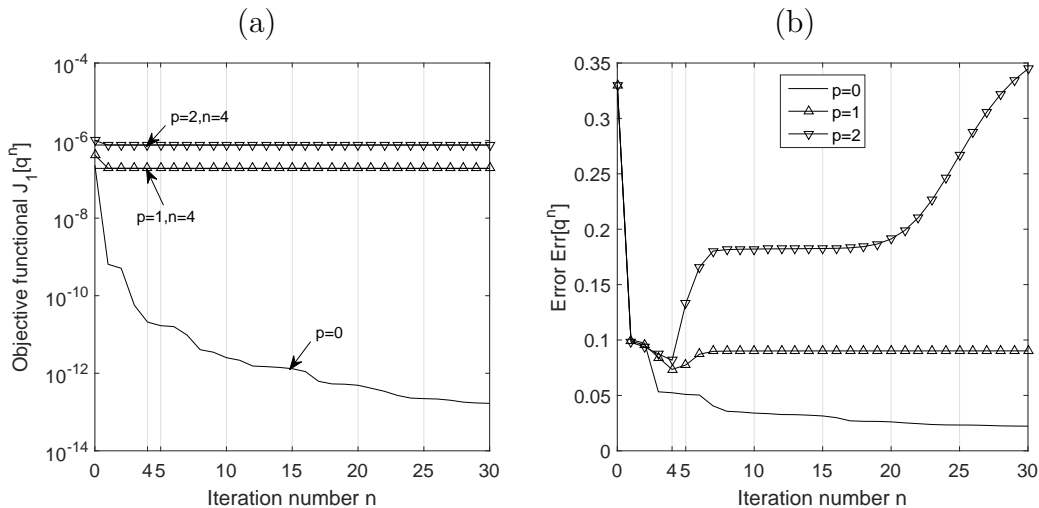 (a)
10^-4
10^-6
10^-8
10^-10
10^-12
10^-14
Objective functional J_1[q^n]
p=2,n=4
p=1,n=4
p=0
0 4 5 10 15 20 25 30
Iteration number n
(b)
0.35
0.3
0.25
0.2
0.15
0.1
0.05
0
Error Err[q^n]
p=0
p=1
p=2
0 4 5 10 15 20 25 30
Iteration number n